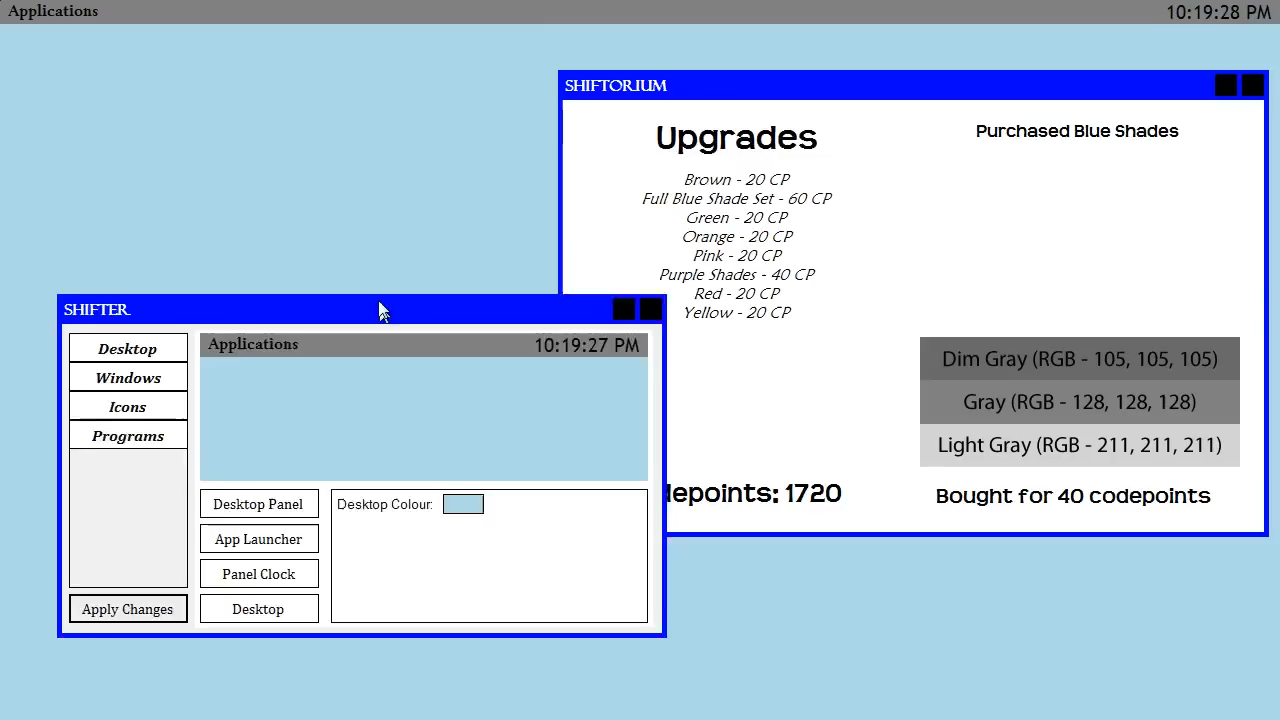 Applications
10:19:28 PM
SHIFTORIUM
Upgrades
Brown - 20 CP
Full Blue Shade Set - 60 CP
Green - 20 CP
Orange - 20 CP
Pink - 20 CP
Purple Shades - 40 CP
Red - 20 CP
Yellow - 20 CP
depoints: 1720
Purchased Blue Shades
Dim Gray (RGB - 105, 105, 105)
Gray (RGB - 128, 128, 128)
Light Gray (RGB - 211, 211, 211)
Bought for 40 codepoints
SHIFTER
Desktop
Windows
Icons
Programs
Apply Changes
Applications
10:19:27 PM
Desktop Panel
App Launcher
Panel Clock
Desktop
Desktop Colour: